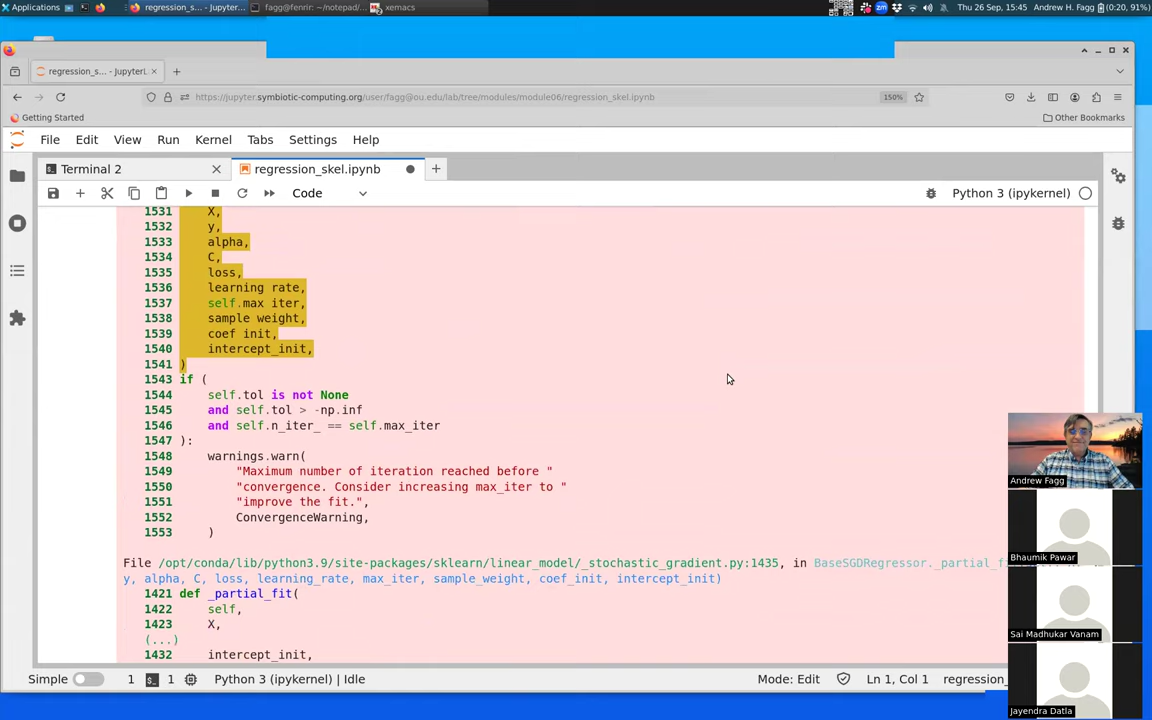 Applications
regression_s... - Jupyter...
fagg@fenrir: ~/notepad/...
xemacs
zm
Thu 26 Sep, 15:45
Andrew H. Fagg
(0:20, 91%)
regression_s... - JupyterL
https://jupyter.symbiotic-computing.org/user/fagg@ou.edu/lab/tree/modules/module06/regression_skel.ipynb
150%
Getting Started
Other Bookmarks
File Edit View Run Kernel Tabs Settings Help
Terminal 2
regression_skel.ipynb
Code
Python 3 (ipykernel)
1531 X,
1532 y,
1533 alpha,
1534 C,
1535 loss,
1536 learning_rate,
1537 self.max_iter,
1538 sample_weight,
1539 coef_init,
1540 intercept_init,
1541 )
1543 if (
1544 self.tol is not None
1545 and self.tol > -np.inf
1546 and self.n_iter_ == self.max_iter
1547 ):
1548 warnings.warn(
1549 "Maximum number of iteration reached before "
1550 "convergence. Consider increasing max_iter to "
1551 "improve the fit.",
1552 ConvergenceWarning,
1553 )
File /opt/conda/lib/python3.9/site-packages/sklearn/linear_model/_stochastic_gradient.py:1435, in BaseSGDRegressor._partial_fi
y, alpha, C, loss, learning_rate, max_iter, sample_weight, coef_init, intercept_init)
1421 def _partial_fit(
1422 self,
1423 X,
(...)
1432 intercept_init,
Simple
1
1
Python 3 (ipykernel) | Idle
Mode: Edit
Ln 1, Col 1
regression_
Andrew Fagg
Bhaumik Pawar
Sai Madhukar Vanam
Jayendra Datla